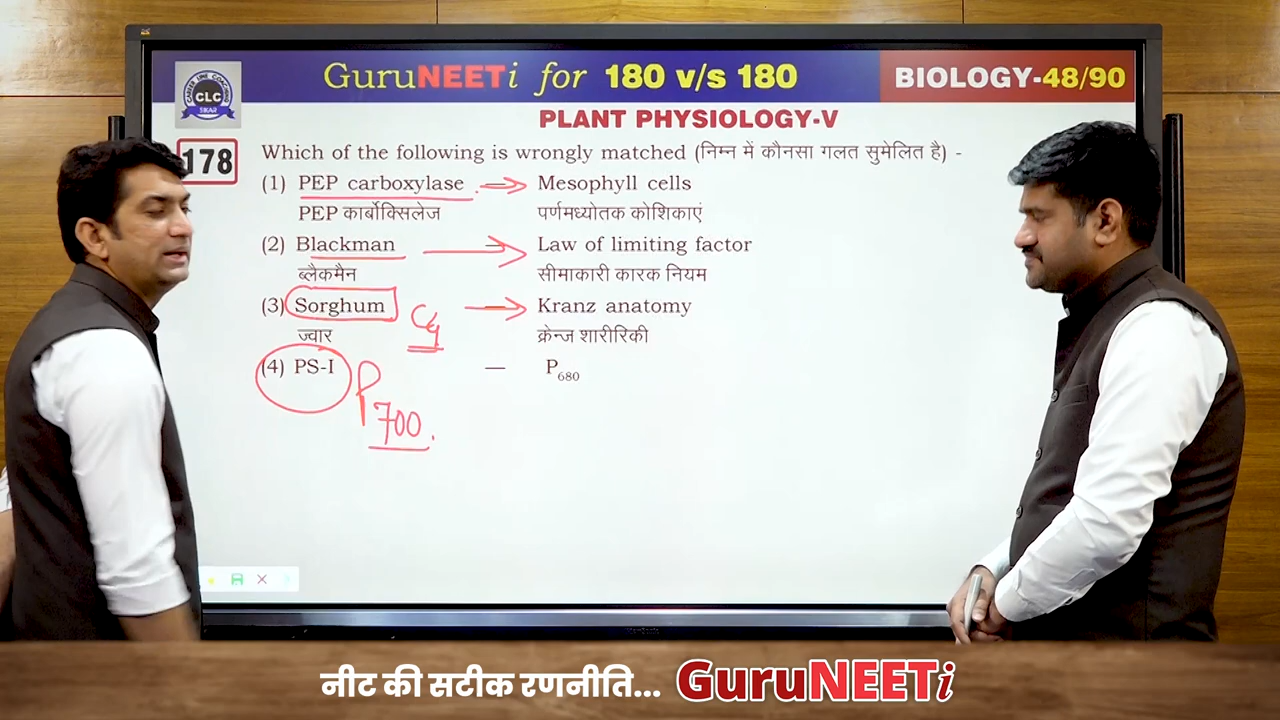 GuruNEETi for 180 v/s 180
BIOLOGY-48/90
CLC
SIKAR
PLANT PHYSIOLOGY-V
178
Which of the following is wrongly matched (निम्न में कौनसा गलत सुमेलित है) -
(1) PEP carboxylase — Mesophyll cells
PEP कार्बोक्सिलेज पर्णमध्योतक कोशिकाएं
(2) Blackman — Law of limiting factor
ब्लैकमैन सीमाकारी कारक नियम
(3) Sorghum C4 — Kranz anatomy
ज्वार क्रेन्ज शारीरिकी
(4) PS-I — P680
P700.
नीट की सटीक रणनीति... GuruNEETi